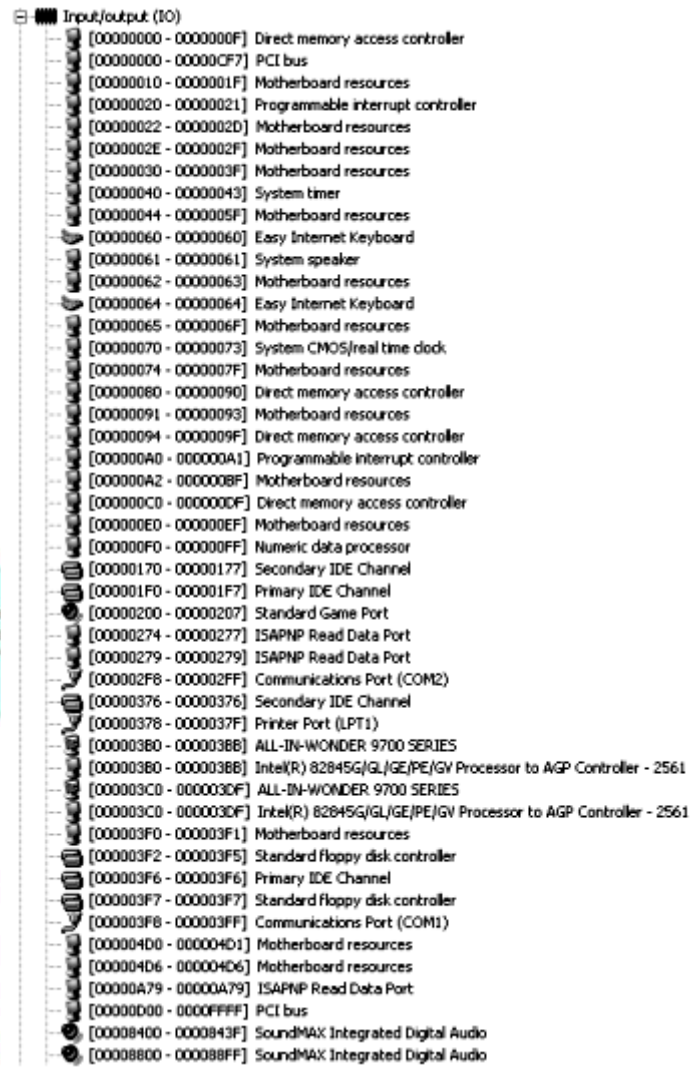 Input/output (IO)
[00000000 - 0000000F] Direct memory access controller
[00000000 - 00000CF7] PCI bus
[00000010 - 0000001F] Motherboard resources
[00000020 - 00000021] Programmable interrupt controller
[00000022 - 0000002D] Motherboard resources
[0000002E - 0000002F] Motherboard resources
[00000030 - 0000003F] Motherboard resources
[00000040 - 00000043] System timer
[00000044 - 0000005F] Motherboard resources
[00000060 - 00000060] Easy Internet Keyboard
[00000061 - 00000061] System speaker
[00000062 - 00000063] Motherboard resources
[00000064 - 00000064] Easy Internet Keyboard
[00000065 - 0000006F] Motherboard resources
[00000070 - 00000073] System CMOS/real time clock
[00000074 - 0000007F] Motherboard resources
[00000080 - 00000090] Direct memory access controller
[00000091 - 00000093] Motherboard resources
[00000094 - 0000009F] Direct memory access controller
[000000A0 - 000000A1] Programmable interrupt controller
[000000A2 - 000000BF] Motherboard resources
[000000C0 - 000000DF] Direct memory access controller
[000000E0 - 000000EF] Motherboard resources
[000000F0 - 000000FF] Numeric data processor
[00000170 - 00000177] Secondary IDE Channel
[000001F0 - 000001F7] Primary IDE Channel
[00000200 - 00000207] Standard Game Port
[00000274 - 00000277] ISAPNP Read Data Port
[00000279 - 00000279] ISAPNP Read Data Port
[000002F8 - 000002FF] Communications Port (COM2)
[00000376 - 00000376] Secondary IDE Channel
[00000378 - 0000037F] Printer Port (LPT1)
[000003B0 - 000003BB] ALL-IN-WONDER 9700 SERIES
[000003B0 - 000003BB] Intel(R) 82845G/GL/GE/PE/GV Processor to AGP Controller - 2561
[000003C0 - 000003DF] ALL-IN-WONDER 9700 SERIES
[000003C0 - 000003DF] Intel(R) 82845G/GL/GE/PE/GV Processor to AGP Controller - 2561
[000003F0 - 000003F1] Motherboard resources
[000003F2 - 000003F5] Standard floppy disk controller
[000003F6 - 000003F6] Primary IDE Channel
[000003F7 - 000003F7] Standard floppy disk controller
[000003F8 - 000003FF] Communications Port (COM1)
[000004D0 - 000004D1] Motherboard resources
[000004D6 - 000004D6] Motherboard resources
[00000A79 - 00000A79] ISAPNP Read Data Port
[00000D00 - 0000FFFF] PCI bus
[00008400 - 0000843F] SoundMAX Integrated Digital Audio
[00008800 - 000088FF] SoundMAX Integrated Digital Audio